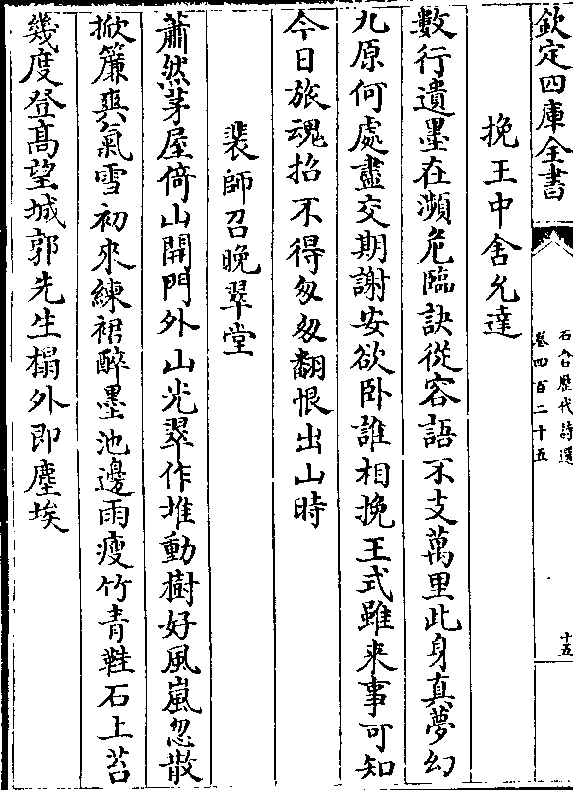 欽定四庫全書
石倉歷代詩選
卷四百二十五
十五
挽王中舍允達
數行遺墨在瀕危臨訣從容語不支萬里此身真夢幻
九原何處盡交期謝安欲卧誰相挽王式雖来事可知
今日旅魂招不得匆匆翻恨出山時
裴師召晚翠堂
蕭然茅屋倚山開門外山光翠作堆動樹好風嵐忽散
掀簾爽氣雪初來練裙醉墨池邊雨瘦竹青鞋石上苔
幾度登髙望城郭先生榻外即塵埃